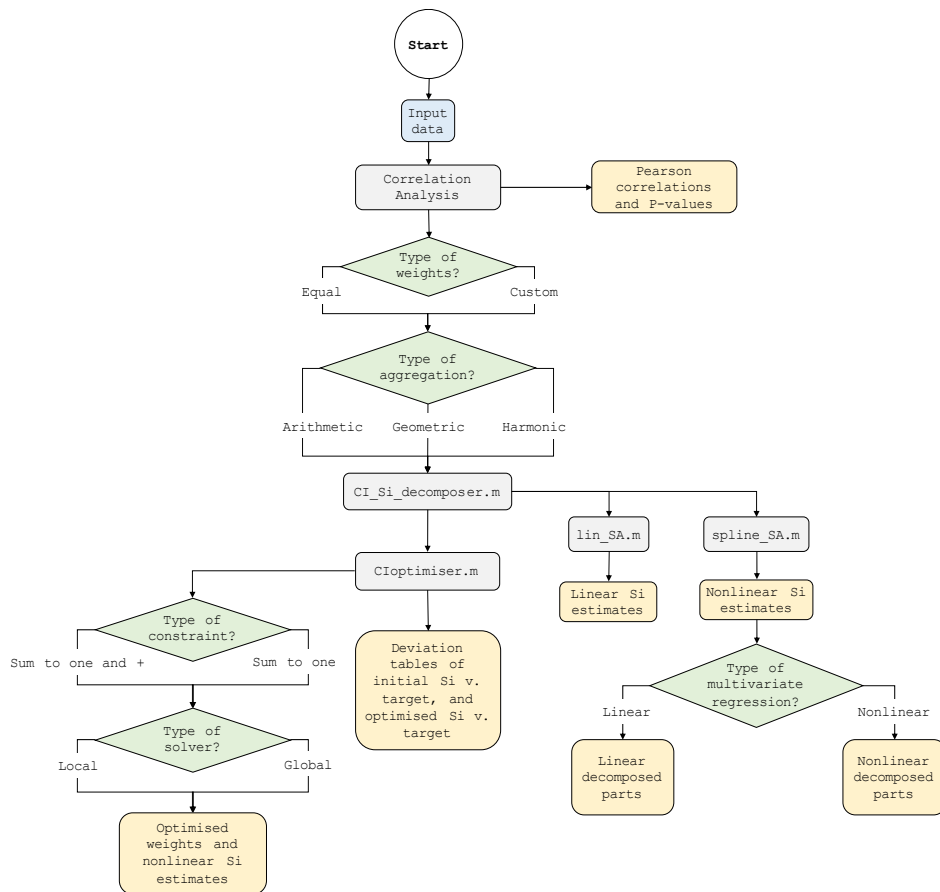 Start
Input
data
Correlation
Analysis
Pearson
correlations
and P-values
Type of
weights?
Equal
Custom
Type of
aggregation?
Arithmetic
Geometric
Harmonic
CI_Si_decomposer.m
lin_SA.m
spline_SA.m
CIoptimiser.m
Linear Si
estimates
Nonlinear Si
estimates
Type of
constraint?
Sum to one and +
Sum to one
Deviation
tables of
initial Si v.
target, and
optimised Si v.
target
Type of
multivariate
regression?
Linear
Nonlinear
Type of
solver?
Local
Global
Linear
decomposed
parts
Nonlinear
decomposed
parts
Optimised
weights and
nonlinear Si
estimates